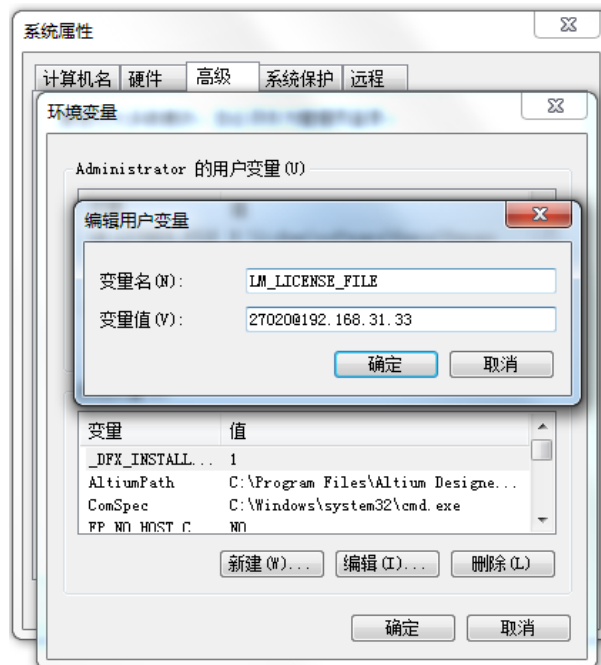 系统属性
计算机名 硬件 高级 系统保护 远程
环境变量
Administrator 的用户变量(U)
编辑用户变量
变量名(N): LM_LICENSE_FILE
变量值(V): 27020@192.168.31.33
确定 取消
变量 值
_DFX_INSTALL... 1
AltiumPath C:\Program Files\Altium Designe...
ComSpec C:\Windows\system32\cmd.exe
FP_NO_HOST_C NO
新建(W)... 编辑(I)... 删除(L)
确定 取消